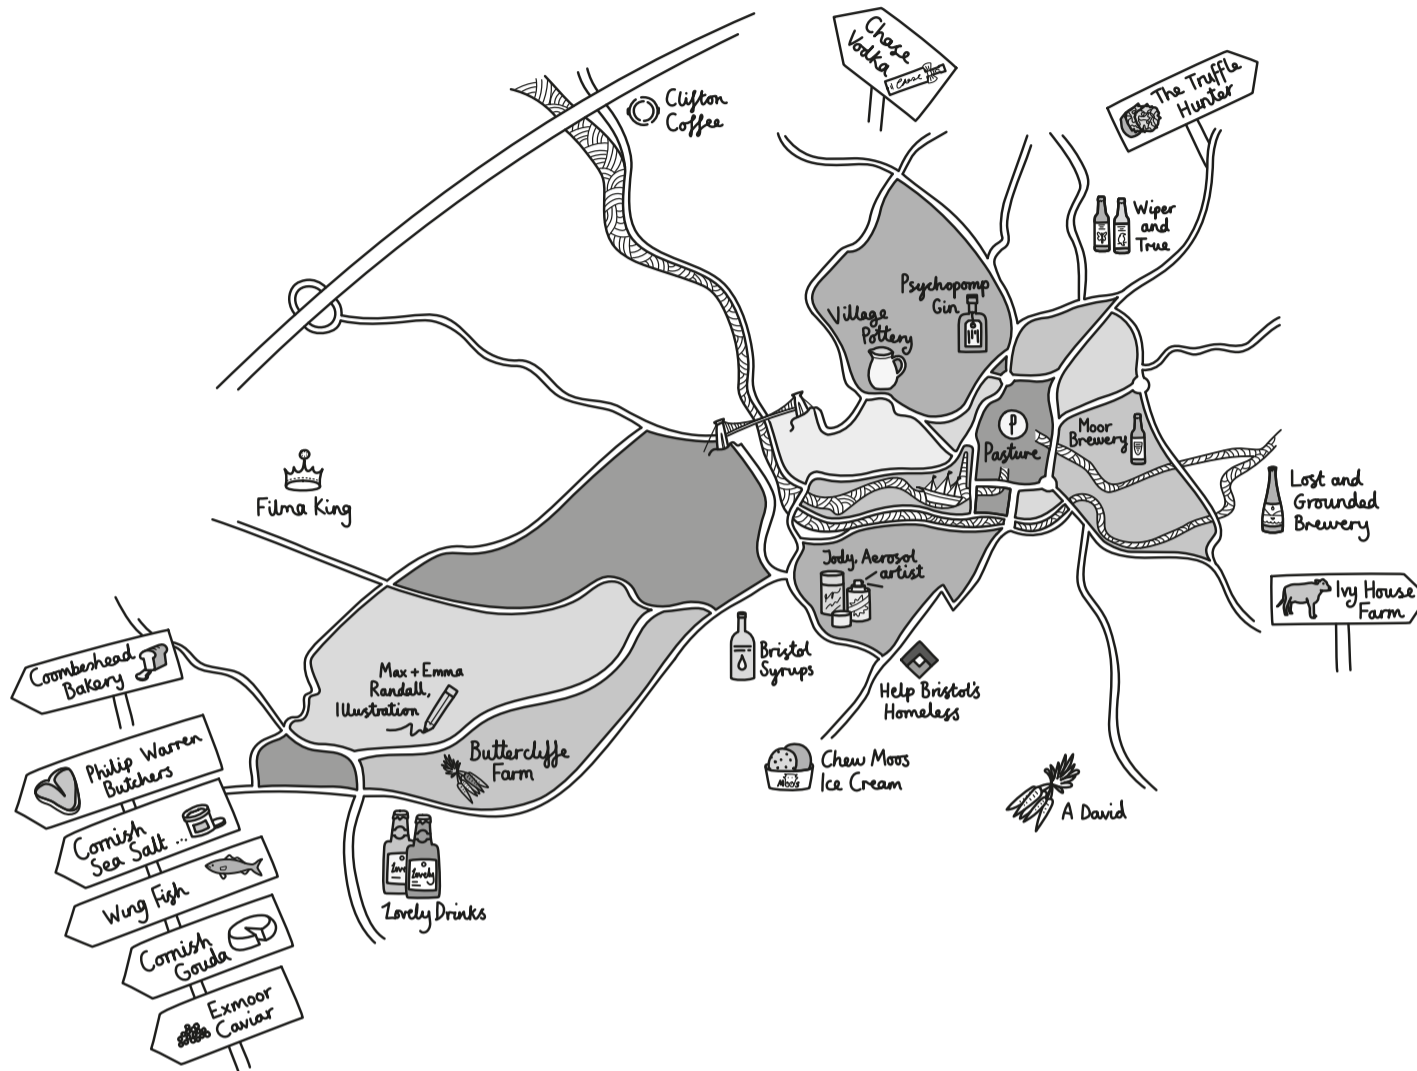 Chase
Vodka
Chase
The Truffle
Hunter
Clifton
Coffee
Wiper
and
True
Psychopomp
Gin
Village
Pottery
P
Pasture
Moor
Brewery
Lost and
Grounded
Brewery
Filma King
Jody, Aerosol
artist
Ivy House
Farm
Bristol
Syrups
Help Bristol's
Homeless
Coombeshead
Bakery
Max + Emma
Randall,
Illustration
Buttercliffe
Farm
Chew Moos
Ice Cream
Moo's
A David
Philip Warren
Butchers
Cornish
Sea Salt ...
Lovely
Lovely Drinks
Wing Fish
Cornish
Gouda
Exmoor
Caviar